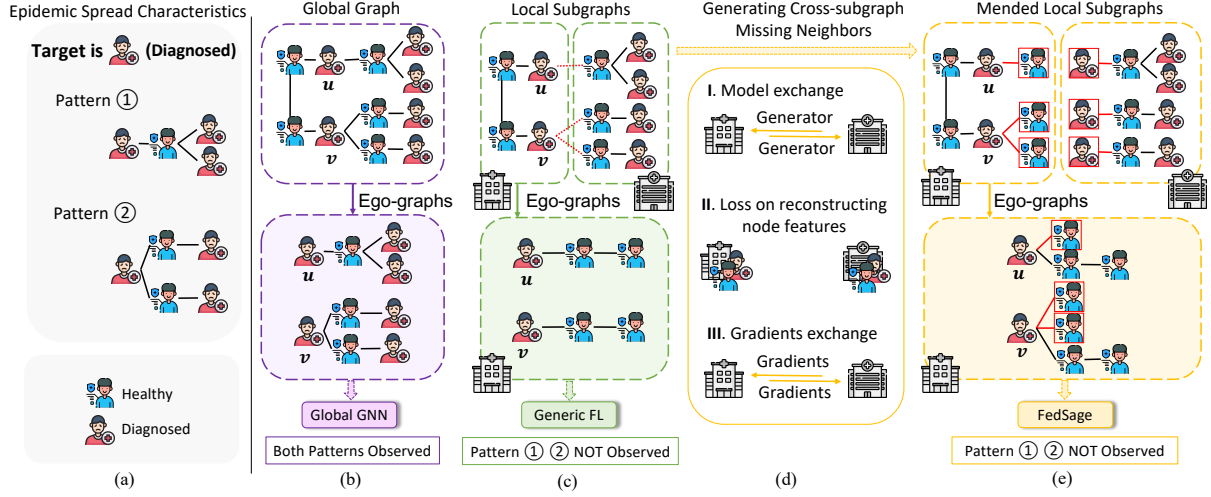 Epidemic Spread Characteristics
Target is (Diagnosed)
Pattern ①
Pattern ②
Healthy
Diagnosed
(a)
Global Graph
u
v
Ego-graphs
u
v
Global GNN
Both Patterns Observed
(b)
Local Subgraphs
u
v
Ego-graphs
u
v
Generic FL
Pattern ① ② NOT Observed
(c)
Generating Cross-subgraph
Missing Neighbors
I. Model exchange
Generator
Generator
II. Loss on reconstructing
node features
III. Gradients exchange
Gradients
Gradients
(d)
Mended Local Subgraphs
u
v
Ego-graphs
u
v
FedSage
Pattern ① ② NOT Observed
(e)